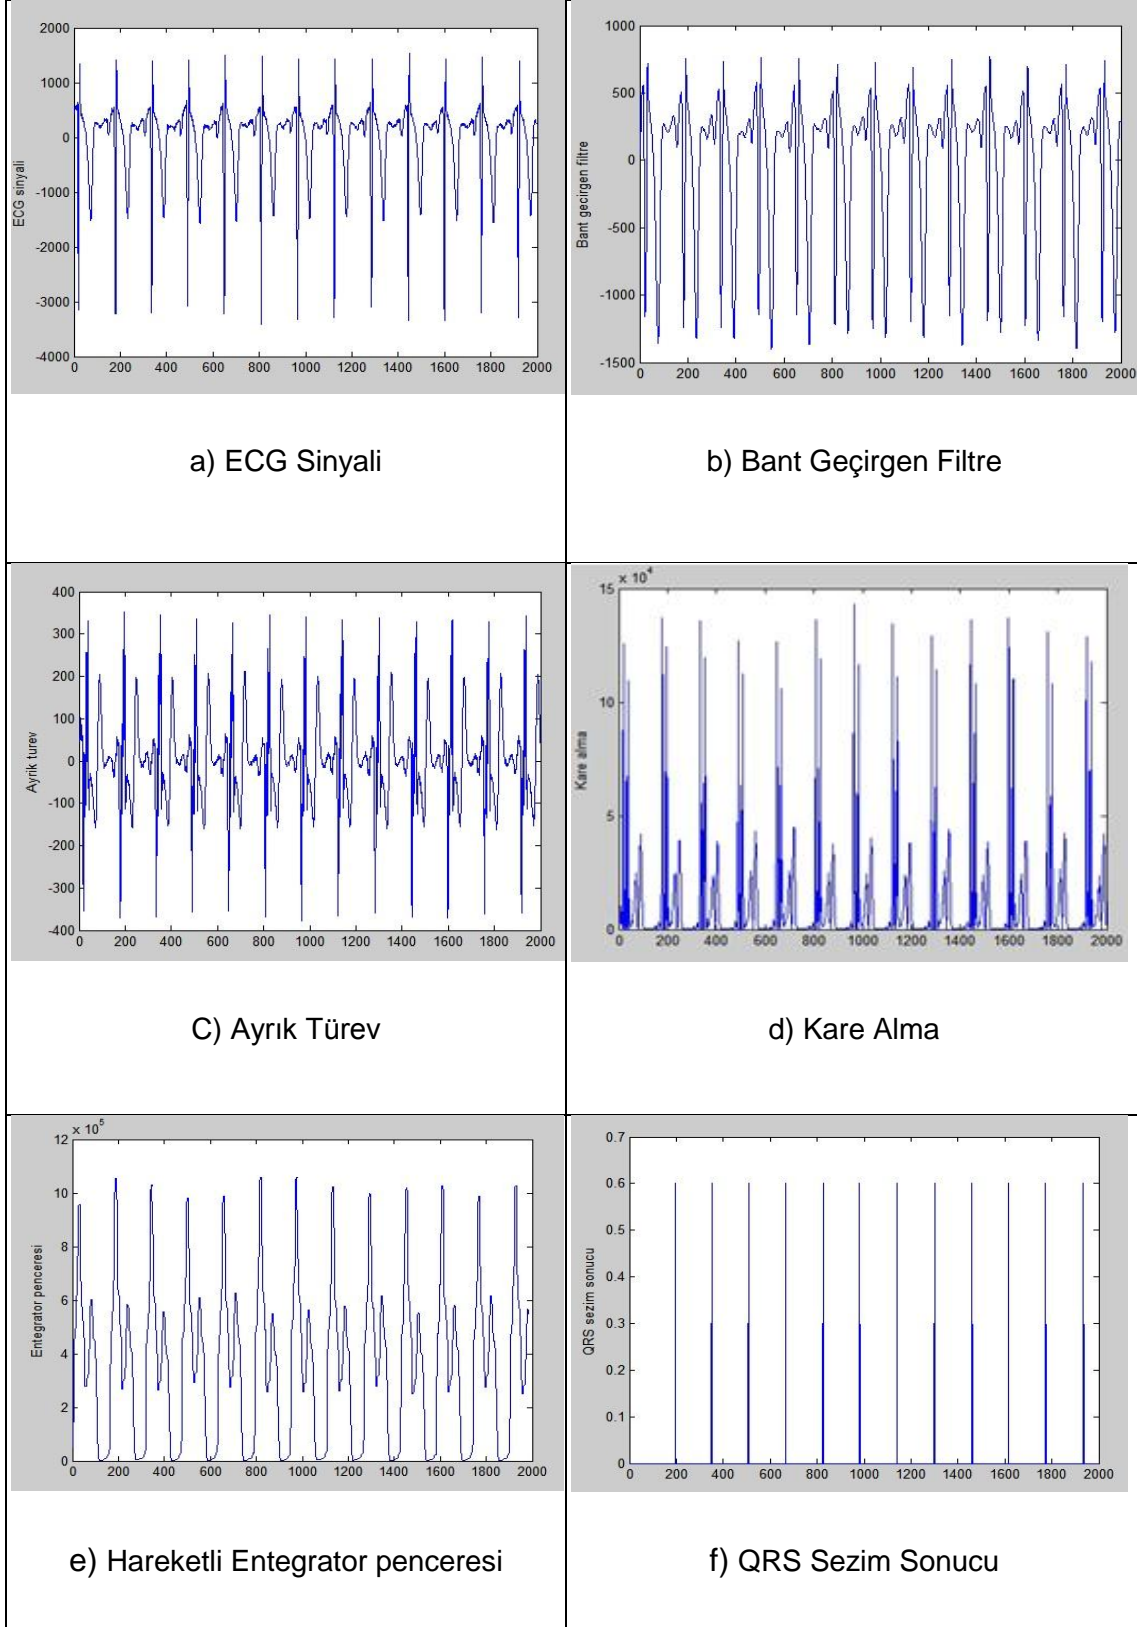 2000
1000
0
-1000
-2000
-3000
-4000
ECG sinyali
0 200 400 600 800 1000 1200 1400 1600 1800 2000
a) ECG Sinyali
1000
500
0
-500
-1000
-1500
Bant gecirgen filtre
0 200 400 600 800 1000 1200 1400 1600 1800 2000
b) Bant Geçirgen Filtre
400
300
200
100
0
-100
-200
-300
-400
Ayrik turev
0 200 400 600 800 1000 1200 1400 1600 1800 2000
C) Ayrık Türev
x 10^4
15
10
5
0
Kare alma
0 200 400 600 800 1000 1200 1400 1600 1800 2000
d) Kare Alma
x 10^5
12
10
8
6
4
2
0
Entegrator penceresi
0 200 400 600 800 1000 1200 1400 1600 1800 2000
e) Hareketli Entegrator penceresi
0.7
0.6
0.5
0.4
0.3
0.2
0.1
0
QRS sezim sonucu
0 200 400 600 800 1000 1200 1400 1600 1800 2000
f) QRS Sezim Sonucu